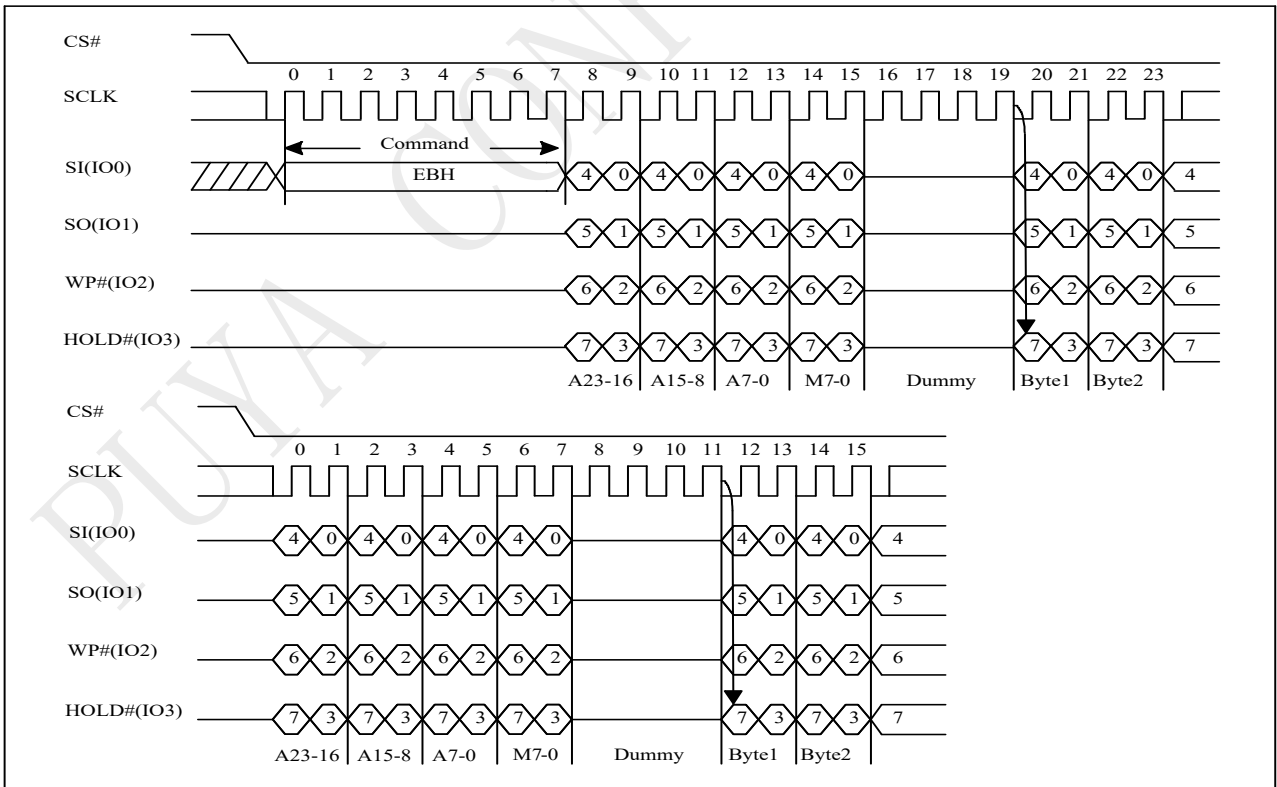 CS#
0 1 2 3 4 5 6 7 8 9 10 11 12 13 14 15 16 17 18 19 20 21 22 23
SCLK
Command
SI(IO0) EBH 4 0 4 0 4 0 4 0 4 0 4 0 4
SO(IO1) 5 1 5 1 5 1 5 1 5 1 5 1 5
WP#(IO2) 6 2 6 2 6 2 6 2 6 2 6 2 6
HOLD#(IO3) 7 3 7 3 7 3 7 3 7 3 7 3 7
A23-16 A15-8 A7-0 M7-0 Dummy Byte1 Byte2
CS#
0 1 2 3 4 5 6 7 8 9 10 11 12 13 14 15
SCLK
SI(IO0) 4 0 4 0 4 0 4 0 4 0 4 0 4
SO(IO1) 5 1 5 1 5 1 5 1 5 1 5 1 5
WP#(IO2) 6 2 6 2 6 2 6 2 6 2 6 2 6
HOLD#(IO3) 7 3 7 3 7 3 7 3 7 3 7 3 7
A23-16 A15-8 A7-0 M7-0 Dummy Byte1 Byte2
PUYA